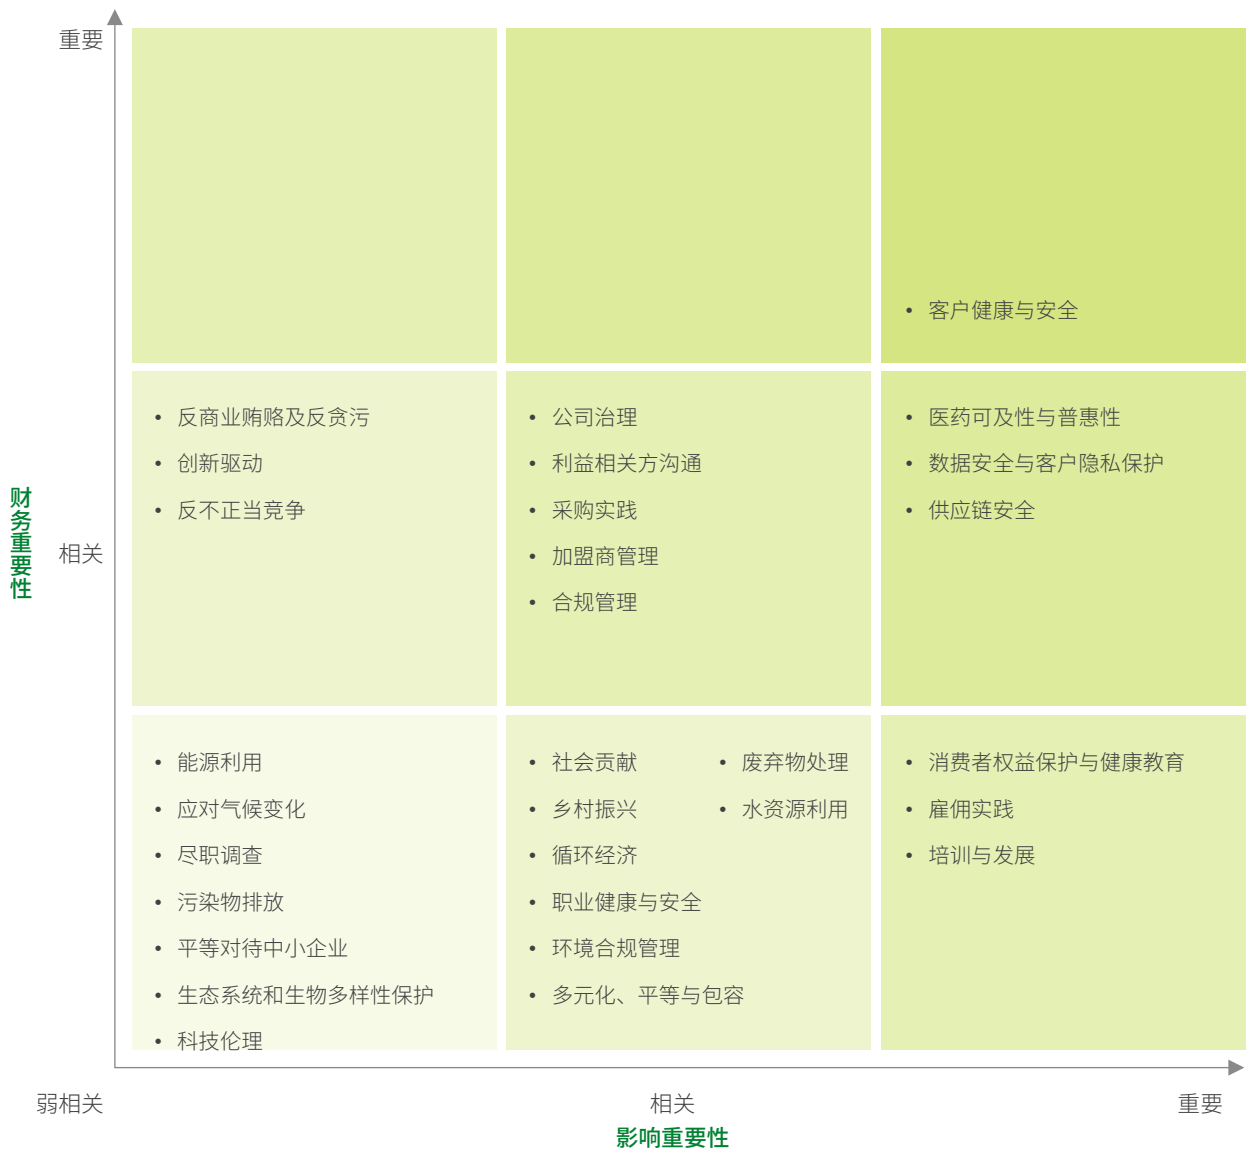 重要
• 客户健康与安全
• 反商业贿赂及反贪污
• 创新驱动
• 反不正当竞争
• 公司治理
• 利益相关方沟通
• 采购实践
• 加盟商管理
• 合规管理
• 医药可及性与普惠性
• 数据安全与客户隐私保护
• 供应链安全
财务重要性
相关
• 能源利用
• 应对气候变化
• 尽职调查
• 污染物排放
• 平等对待中小企业
• 生态系统和生物多样性保护
• 科技伦理
• 社会贡献
• 乡村振兴
• 循环经济
• 职业健康与安全
• 环境合规管理
• 多元化、平等与包容
• 废弃物处理
• 水资源利用
• 消费者权益保护与健康教育
• 雇佣实践
• 培训与发展
弱相关
相关
重要
影响重要性